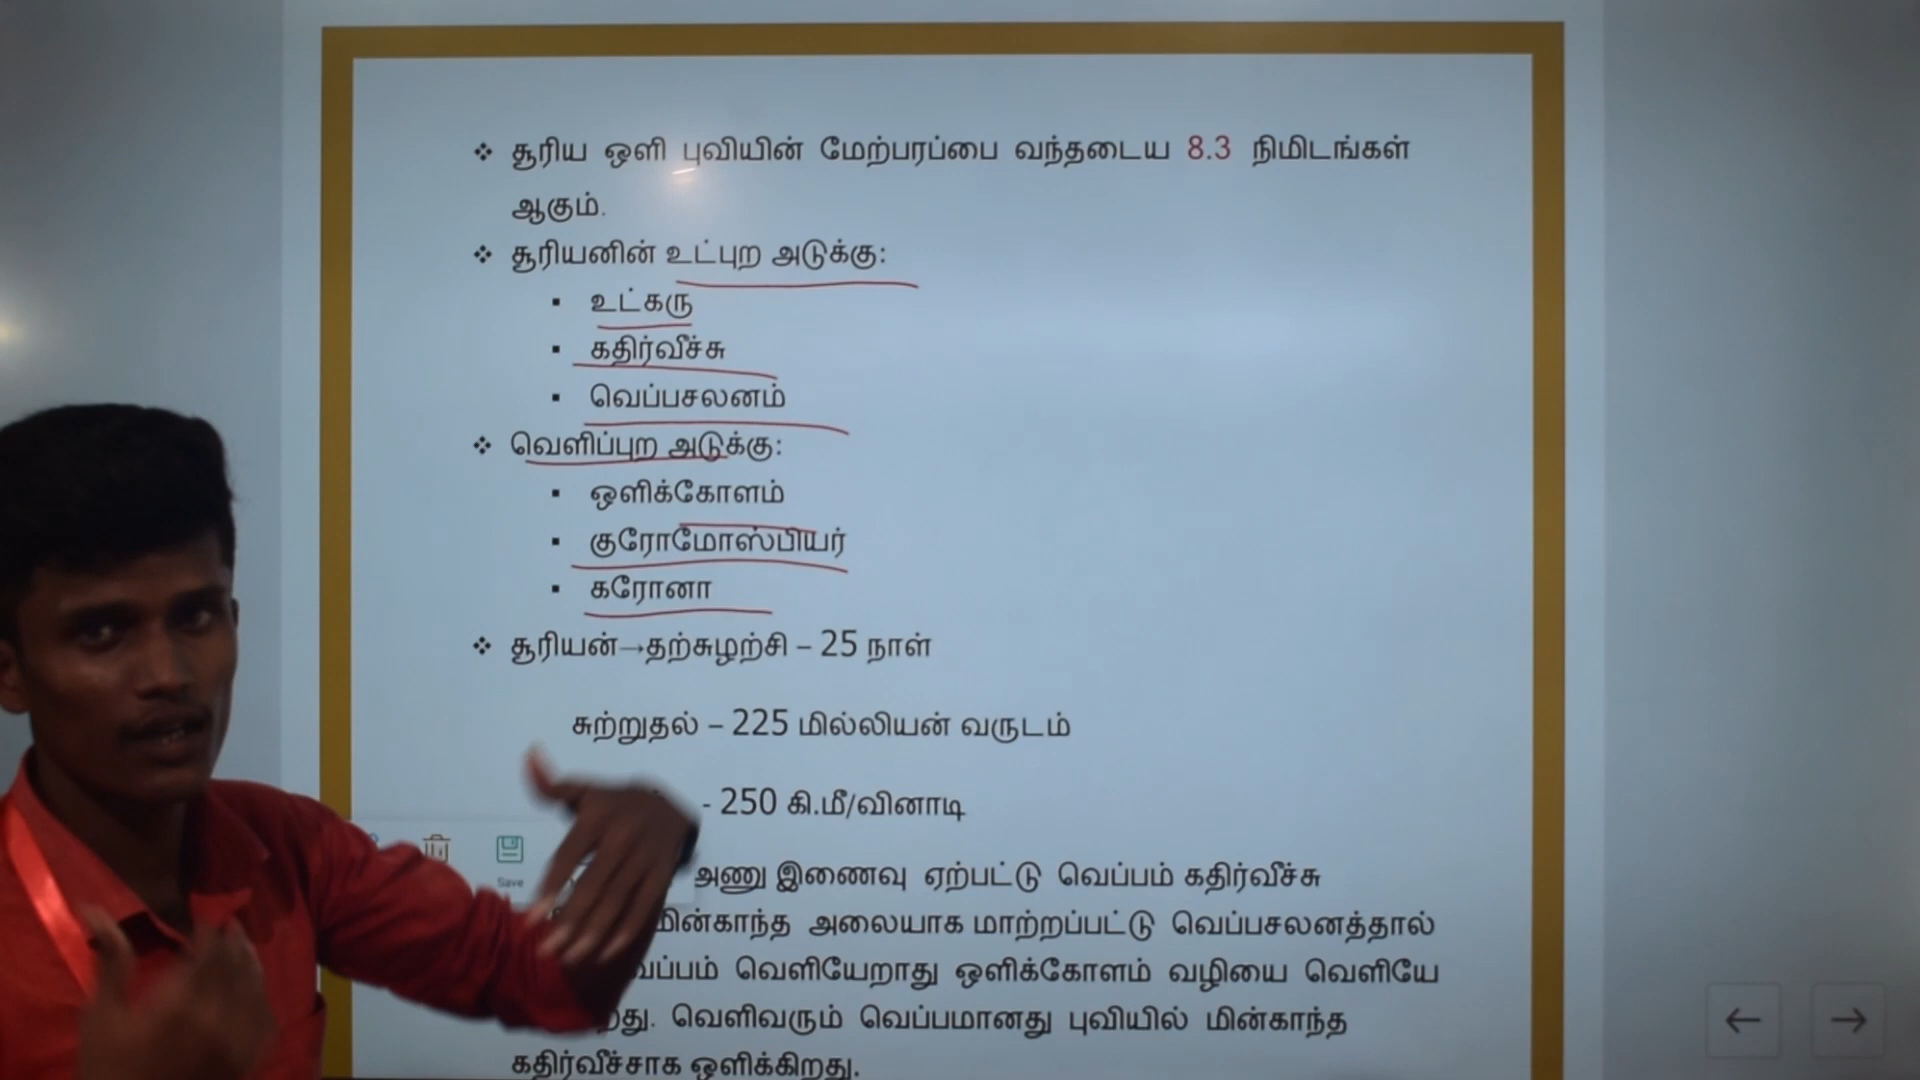 ❖ சூரிய ஒளி புவியின் மேற்பரப்பை வந்தடைய 8.3 நிமிடங்கள்
ஆகும்.
❖ சூரியனின் உட்புற அடுக்கு:
▪ உட்கரு
▪ கதிர்வீச்சு
▪ வெப்பசலனம்
❖ வெளிப்புற அடுக்கு:
▪ ஒளிக்கோளம்
▪ குரோமோஸ்பியர்
▪ கரோனா
❖ சூரியன்→தற்சுழற்சி – 25 நாள்
சுற்றுதல் – 225 மில்லியன் வருடம்
- 250 கி.மீ/வினாடி
Save
அணு இணைவு ஏற்பட்டு வெப்பம் கதிர்வீச்சு
மின்காந்த அலையாக மாற்றப்பட்டு வெப்பசலனத்தால்
வெளியேறாது ஒளிக்கோளம் வழியை வெளியே
வெளிவரும் வெப்பமானது புவியில் மின்காந்த
கதிர்வீச்சாக ஒளிக்கிறது.